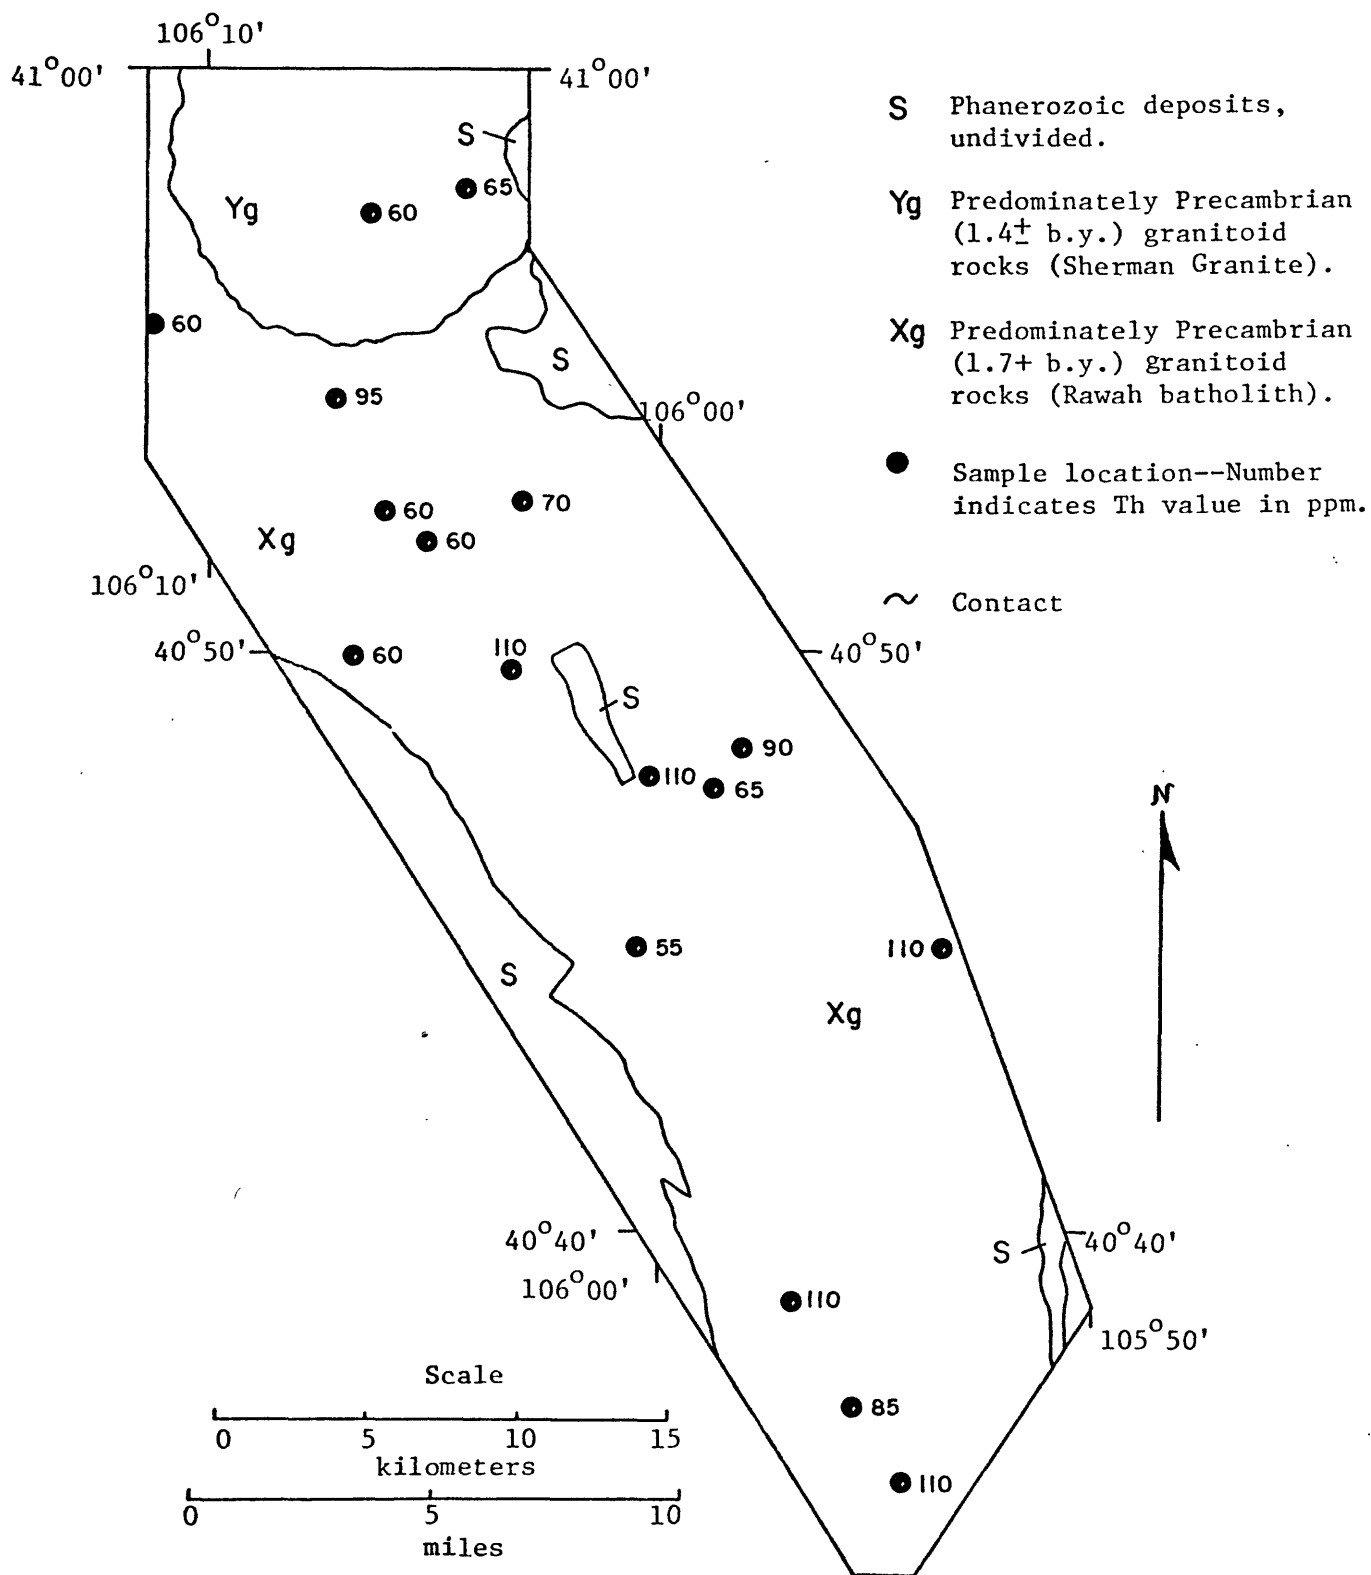 106°10'
41°00'
41°00'
S
65
Yg
60
60
S
95
106°00'
70
60
Xg
60
106°10'
40°50'
60
110
40°50'
S
90
110
65
55
110
S
Xg
40°40'
S
40°40'
106°00'
110
105°50'
85
110
S Phanerozoic deposits,
undivided.
Yg Predominately Precambrian
(1.4± b.y.) granitoid
rocks (Sherman Granite).
Xg Predominately Precambrian
(1.7+ b.y.) granitoid
rocks (Rawah batholith).
Sample location--Number
indicates Th value in ppm.
Contact
N
Scale
0 5 10 15
kilometers
0 5 10
miles